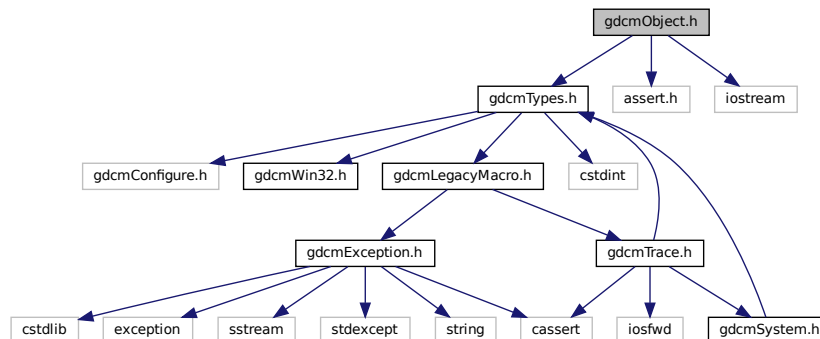 gdcmObject.h
gdcmTypes.h
assert.h
iostream
gdcmConfigure.h
gdcmWin32.h
gdcmLegacyMacro.h
cstdint
gdcmException.h
gdcmTrace.h
cstdlib
exception
sstream
stdexcept
string
cassert
iosfwd
gdcmSystem.h